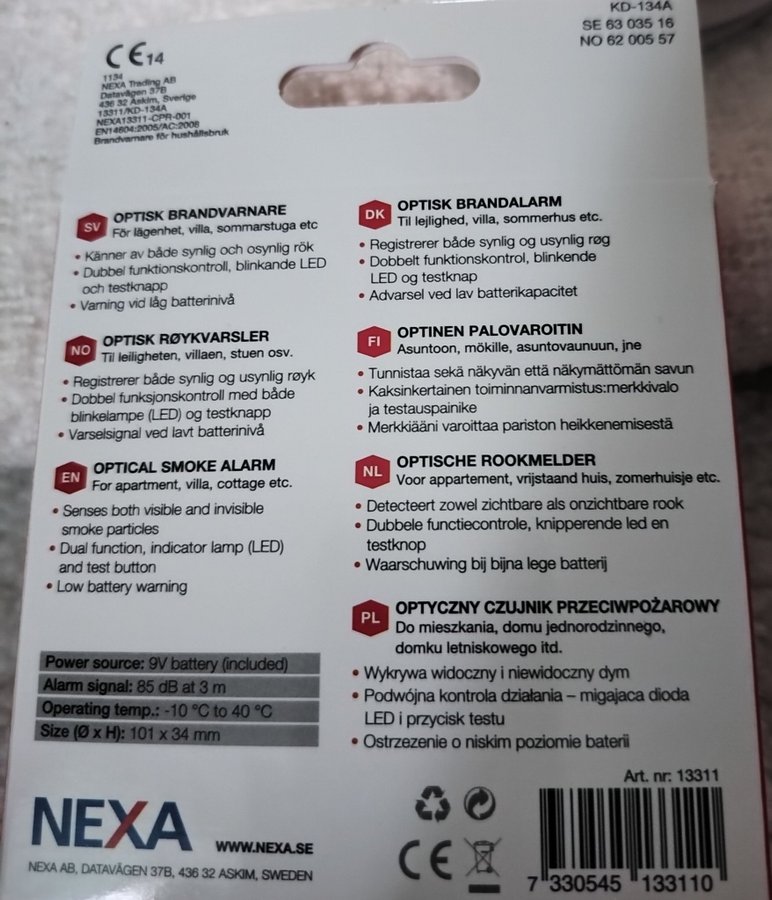 KD-134A
SE 63 035 16
NO 62 005 57
CE 14
1134
NEXA Trading AB
Datavägen 37B
436 32 Askim, Sverige
13311/KD-134A
NEXA13311-CPR-001
EN14604:2005/AC:2008
Brandvarnare för hushållsbruk
SV
OPTISK BRANDVARNARE
För lägenhet, villa, sommarstuga etc
• Känner av både synlig och osynlig rök
• Dubbel funktionskontroll, blinkande LED
och testknapp
• Varning vid låg batterinivå
NO
OPTISK RØYKVARSLER
Til leiligheten, villaen, stuen osv.
• Registrerer både synlig og usynlig røyk
• Dobbel funksjonskontroll med både
blinkelampe (LED) og testknapp
• Varselsignal ved lavt batterinivå
EN
OPTICAL SMOKE ALARM
For apartment, villa, cottage etc.
• Senses both visible and invisible
smoke particles
• Dual function, indicator lamp (LED)
and test button
• Low battery warning
DK
OPTISK BRANDALARM
Til lejlighed, villa, sommerhus etc.
• Registrerer både synlig og usynlig røg
• Dobbelt funktionskontrol, blinkende
LED og testknap
• Advarsel ved lav batterikapacitet
FI
OPTINEN PALOVAROITIN
Asuntoon, mökille, asuntovaunuun, jne
• Tunnistaa sekä näkyvän että näkymättömän savun
• Kaksinkertainen toiminnanvarmistus:merkkivalo
ja testauspainike
• Merkkiääni varoittaa pariston heikkenemisestä
NL
OPTISCHE ROOKMELDER
Voor appartement, vrijstaand huis, zomerhuisje etc.
• Detecteert zowel zichtbare als onzichtbare rook
• Dubbele functiecontrole, knipperende led en
testknop
• Waarschuwing bij bijna lege batterij
PL
OPTYCZNY CZUJNIK PRZECIWPOŻAROWY
Do mieszkania, domu jednorodzinnego,
domku letniskowego itd.
• Wykrywa widoczny i niewidoczny dym
• Podwójna kontrola działania – migajaca dioda
LED i przycisk testu
• Ostrzezenie o niskim poziomie baterii
Power source: 9V battery (included)
Alarm signal: 85 dB at 3 m
Operating temp.: -10 °C to 40 °C
Size (Ø x H): 101 x 34 mm
NEXA
WWW.NEXA.SE
NEXA AB, DATAVÄGEN 37B, 436 32 ASKIM, SWEDEN
CE
Art. nr: 13311
7 330545 133110